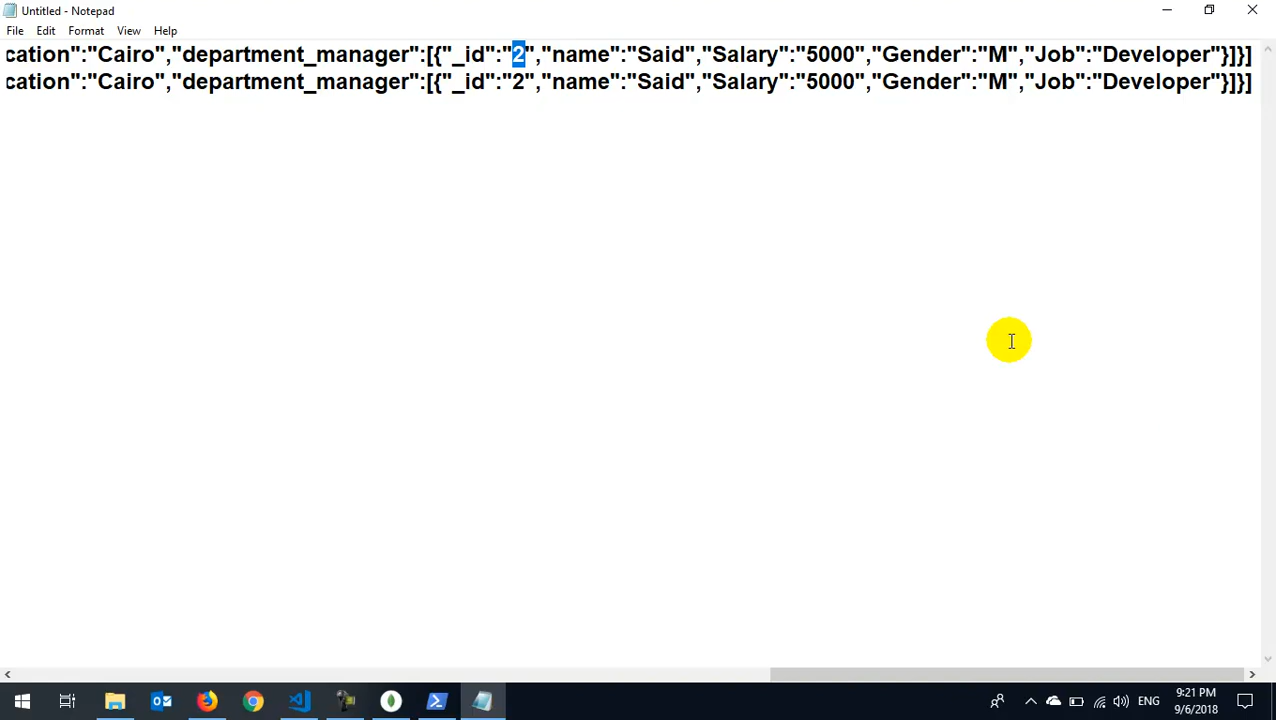 Untitled - Notepad
File Edit Format View Help
cation":"Cairo","department_manager":[{"_id":"2","name":"Said","Salary":"5000","Gender":"M","Job":"Developer"}]}]
cation":"Cairo","department_manager":[{"_id":"2","name":"Said","Salary":"5000","Gender":"M","Job":"Developer"}]}]
ENG
9:21 PM
9/6/2018